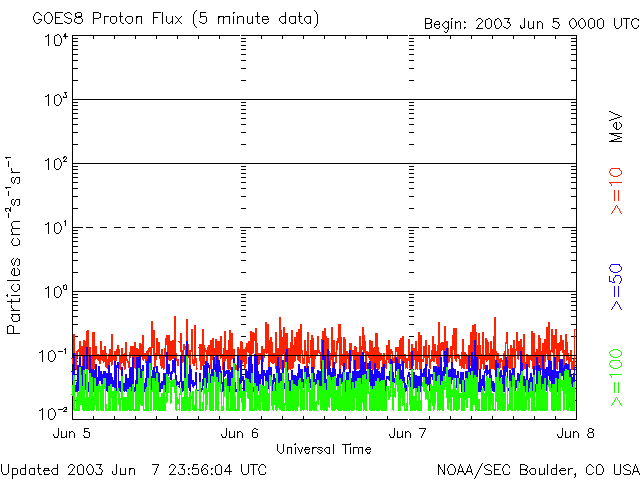 GOES8 Proton Flux (5 minute data)
Begin: 2003 Jun 5 0000 UTC
10⁴
10³
10²
10¹
10⁰
10⁻¹
10⁻²
Particles cm⁻²s⁻¹sr⁻¹
MeV
>=10
>=50
>=100
Jun 5
Jun 6
Jun 7
Jun 8
Universal Time
Updated 2003 Jun 7 23:56:04 UTC
NOAA/SEC Boulder, CO USA